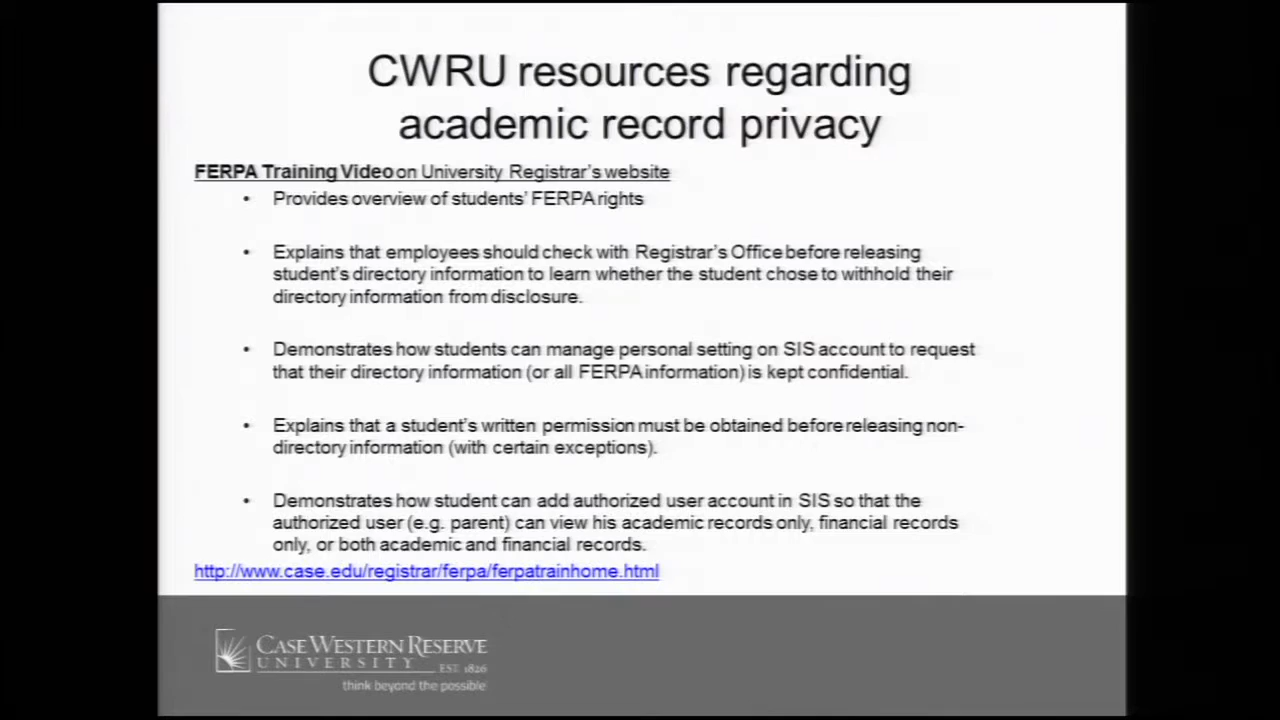 CWRU resources regarding
academic record privacy
FERPA Training Video on University Registrar's website
• Provides overview of students' FERPA rights
• Explains that employees should check with Registrar's Office before releasing
student's directory information to learn whether the student chose to withhold their
directory information from disclosure.
• Demonstrates how students can manage personal setting on SIS account to request
that their directory information (or all FERPA information) is kept confidential.
• Explains that a student's written permission must be obtained before releasing non-
directory information (with certain exceptions).
• Demonstrates how student can add authorized user account in SIS so that the
authorized user (e.g. parent) can view his academic records only, financial records
only, or both academic and financial records.
http://www.case.edu/registrar/ferpa/ferpatrainhome.html
CASE WESTERN RESERVE
UNIVERSITY EST. 1826
think beyond the possible